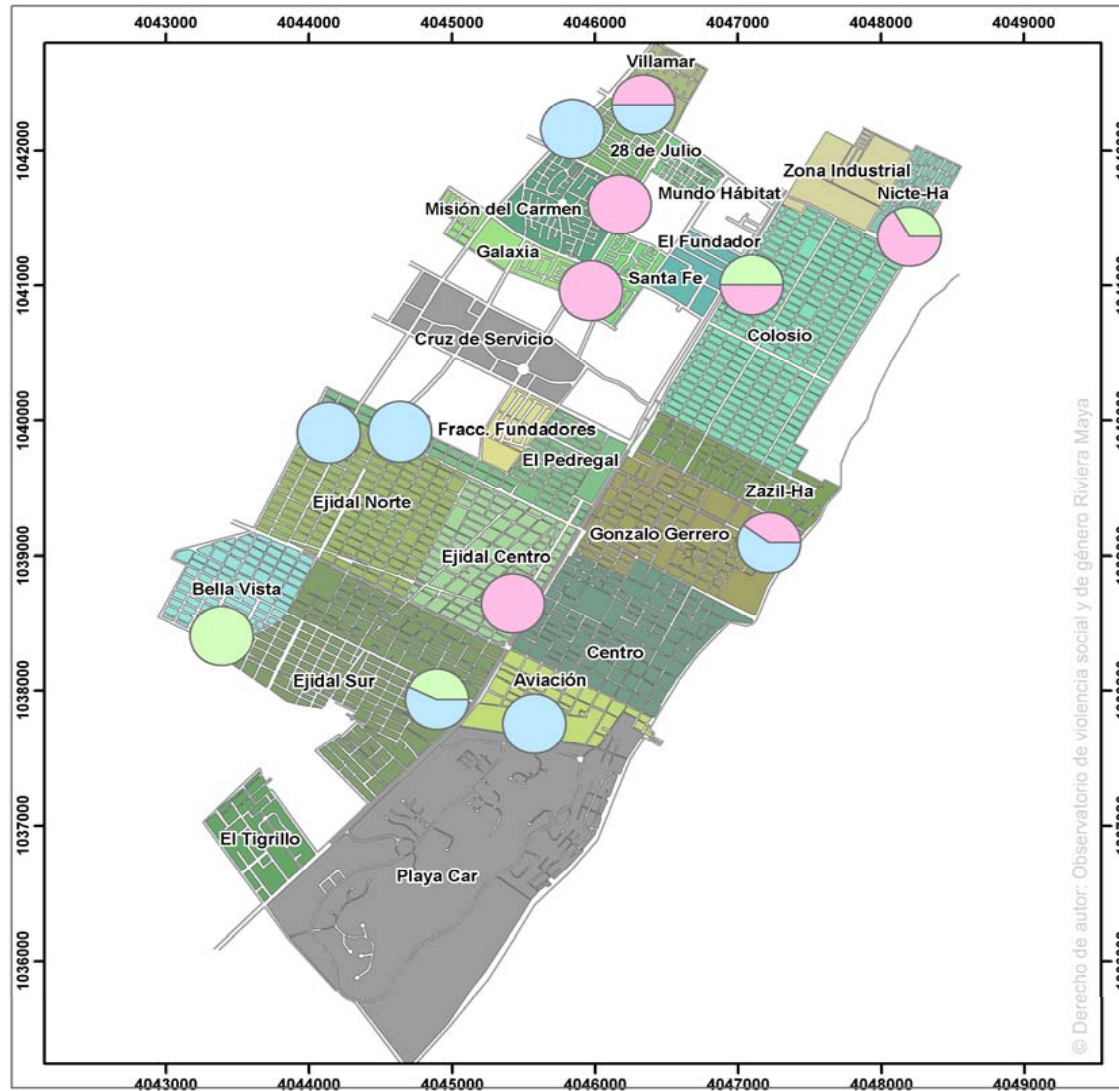 4043000 4044000 4045000 4046000 4047000 4048000 4049000
Villamar
1042000
28 de Julio
Zona Industrial
Mundo Hábitat
Nicte-Ha
Misión del Carmen
El Fundador
Galaxia
Santa Fe
1041000
Colosio
Cruz de Servicio
1040000
Fracc. Fundadores
El Pedregal
Zazil-Ha
Ejidal Norte
Gonzalo Gerrero
1039000
Ejidal Centro
Bella Vista
Centro
Ejidal Sur
Aviación
1038000
1037000
El Tigrillo
Playa Car
1036000
4043000 4044000 4045000 4046000 4047000 4048000 4049000
© Derecho de autor: Observatorio de violencia social y de género Riviera Maya